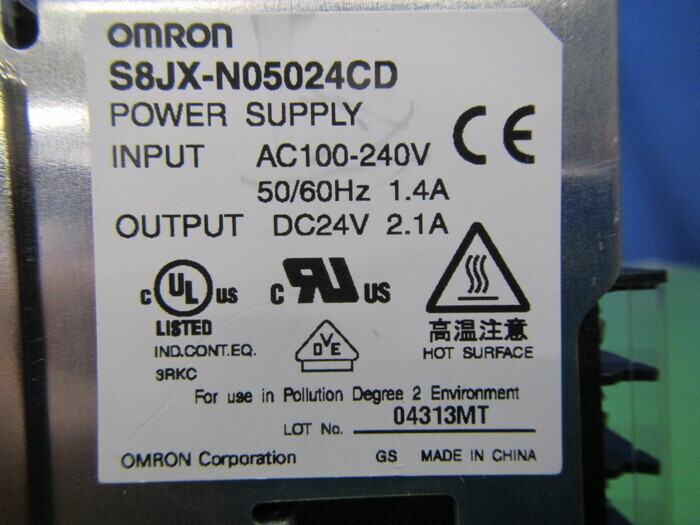 OMRON
S8JX-N05024CD
POWER SUPPLY
INPUT AC100-240V
50/60Hz 1.4A
OUTPUT DC24V 2.1A
CE
c UL US
LISTED
IND.CONT.EQ.
3RKC
c RU US
DVE
高温注意
HOT SURFACE
For use in Pollution Degree 2 Environment
LOT No. 04313MT
OMRON Corporation GS MADE IN CHINA